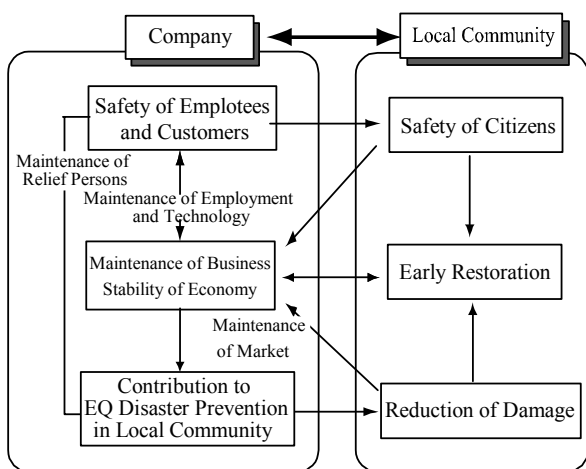 Company
Local Community
Safety of Emplotees
and Customers
Safety of Citizens
Maintenance of
Relief Persons
Maintenance of Employment
and Technology
Maintenance of Business
Stability of Economy
Early Restoration
Maintenance
of Market
Contribution to
EQ Disaster Prevention
in Local Community
Reduction of Damage